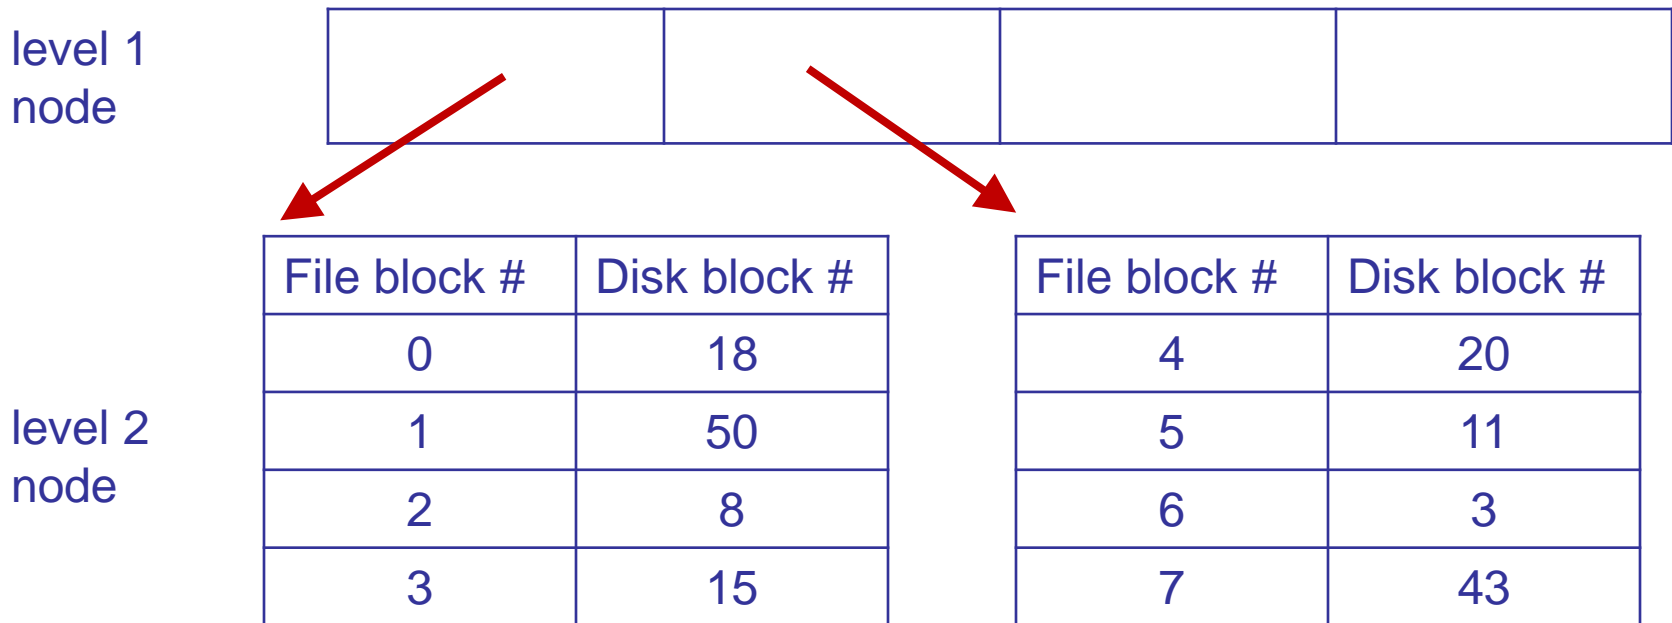 level 1
node
File block # Disk block # File block # Disk block #
0 18 4 20
1 50 5 11
level 2
node
2 8 6 3
3 15 7 43